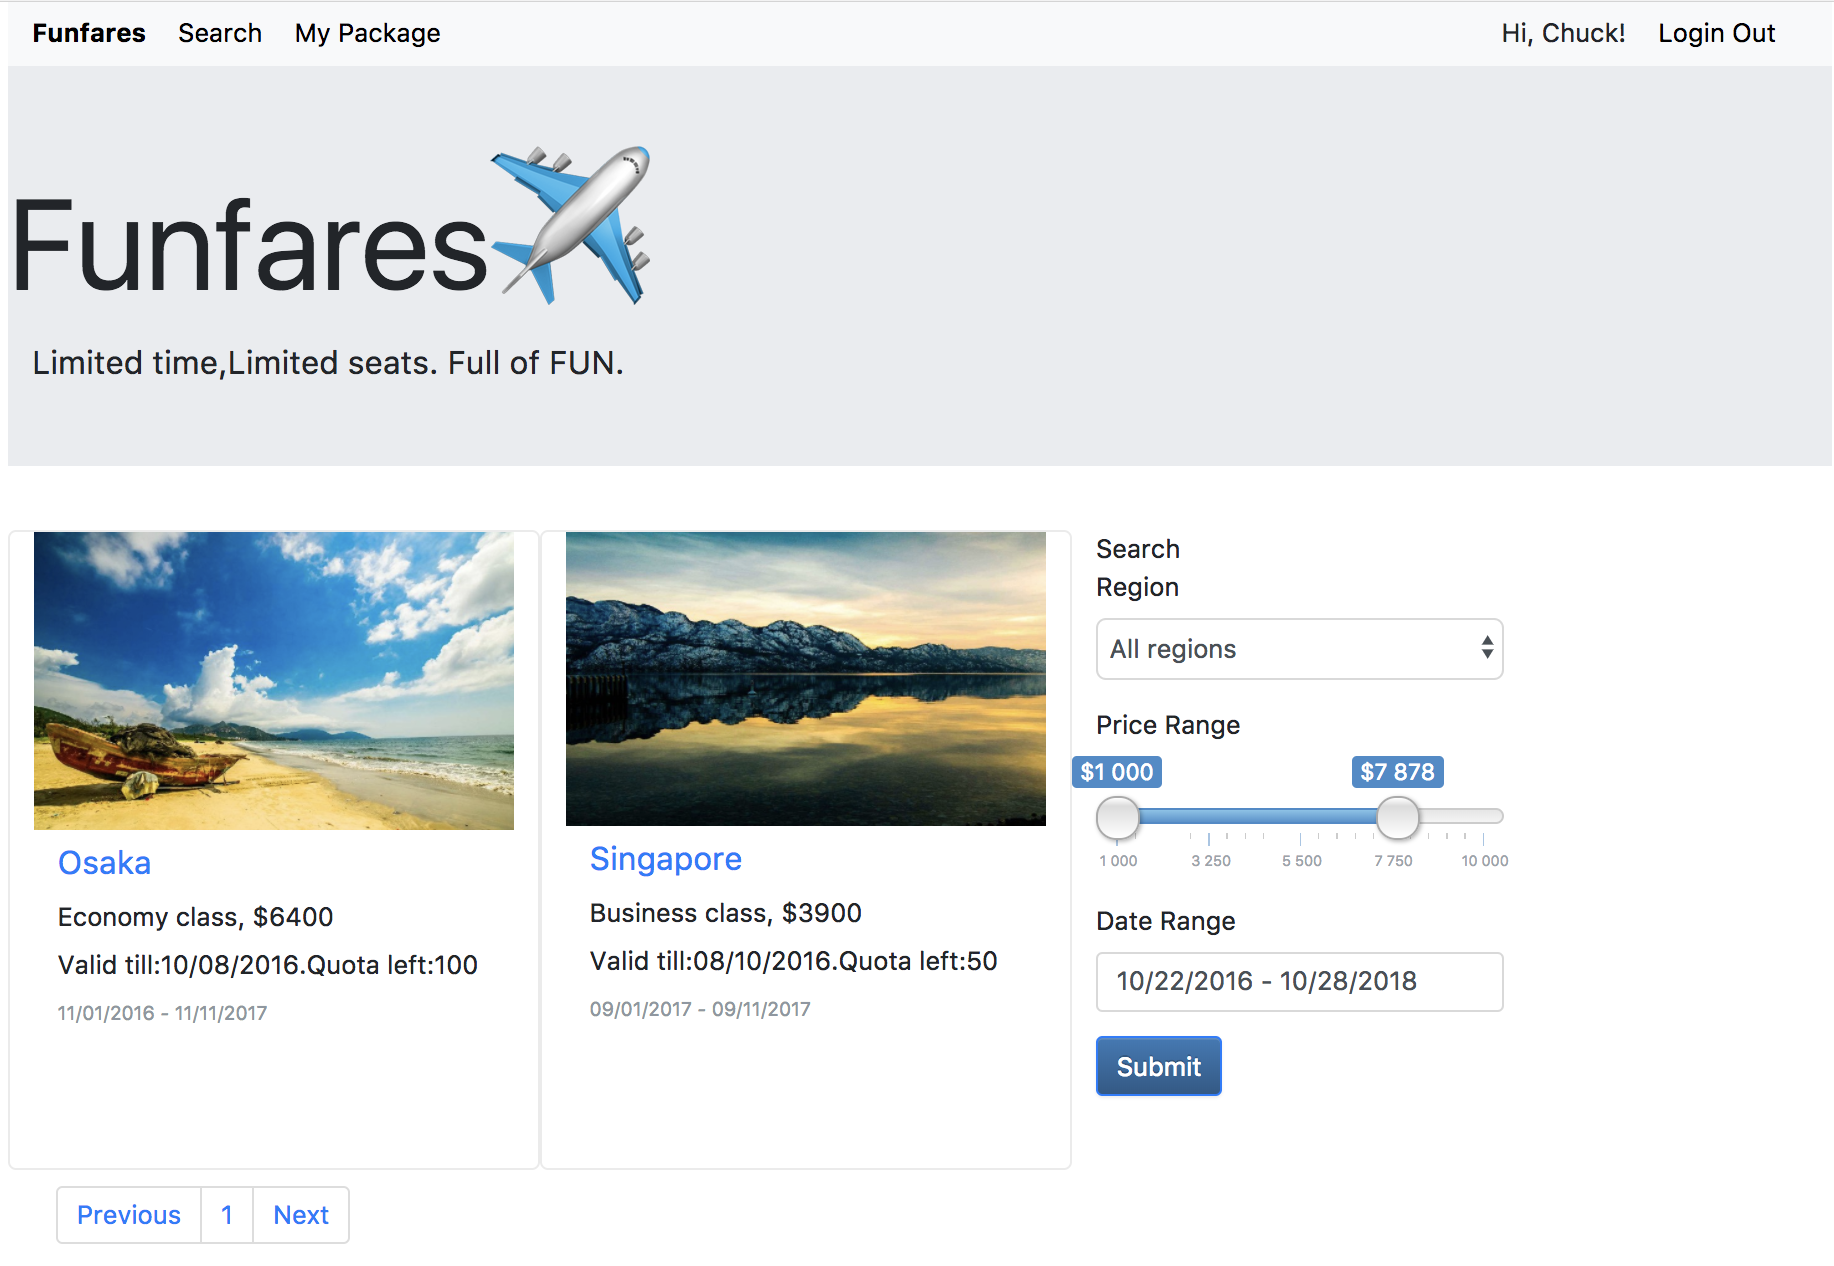 Funfares Search My Package Hi, Chuck! Login Out
Funfares
Limited time,Limited seats. Full of FUN.
Osaka
Economy class, $6400
Valid till:10/08/2016.Quota left:100
11/01/2016 - 11/11/2017
Singapore
Business class, $3900
Valid till:08/10/2016.Quota left:50
09/01/2017 - 09/11/2017
Search
Region
All regions
Price Range
$1 000 $7 878
1 000 3 250 5 500 7 750 10 000
Date Range
10/22/2016 - 10/28/2018
Submit
Previous 1 Next